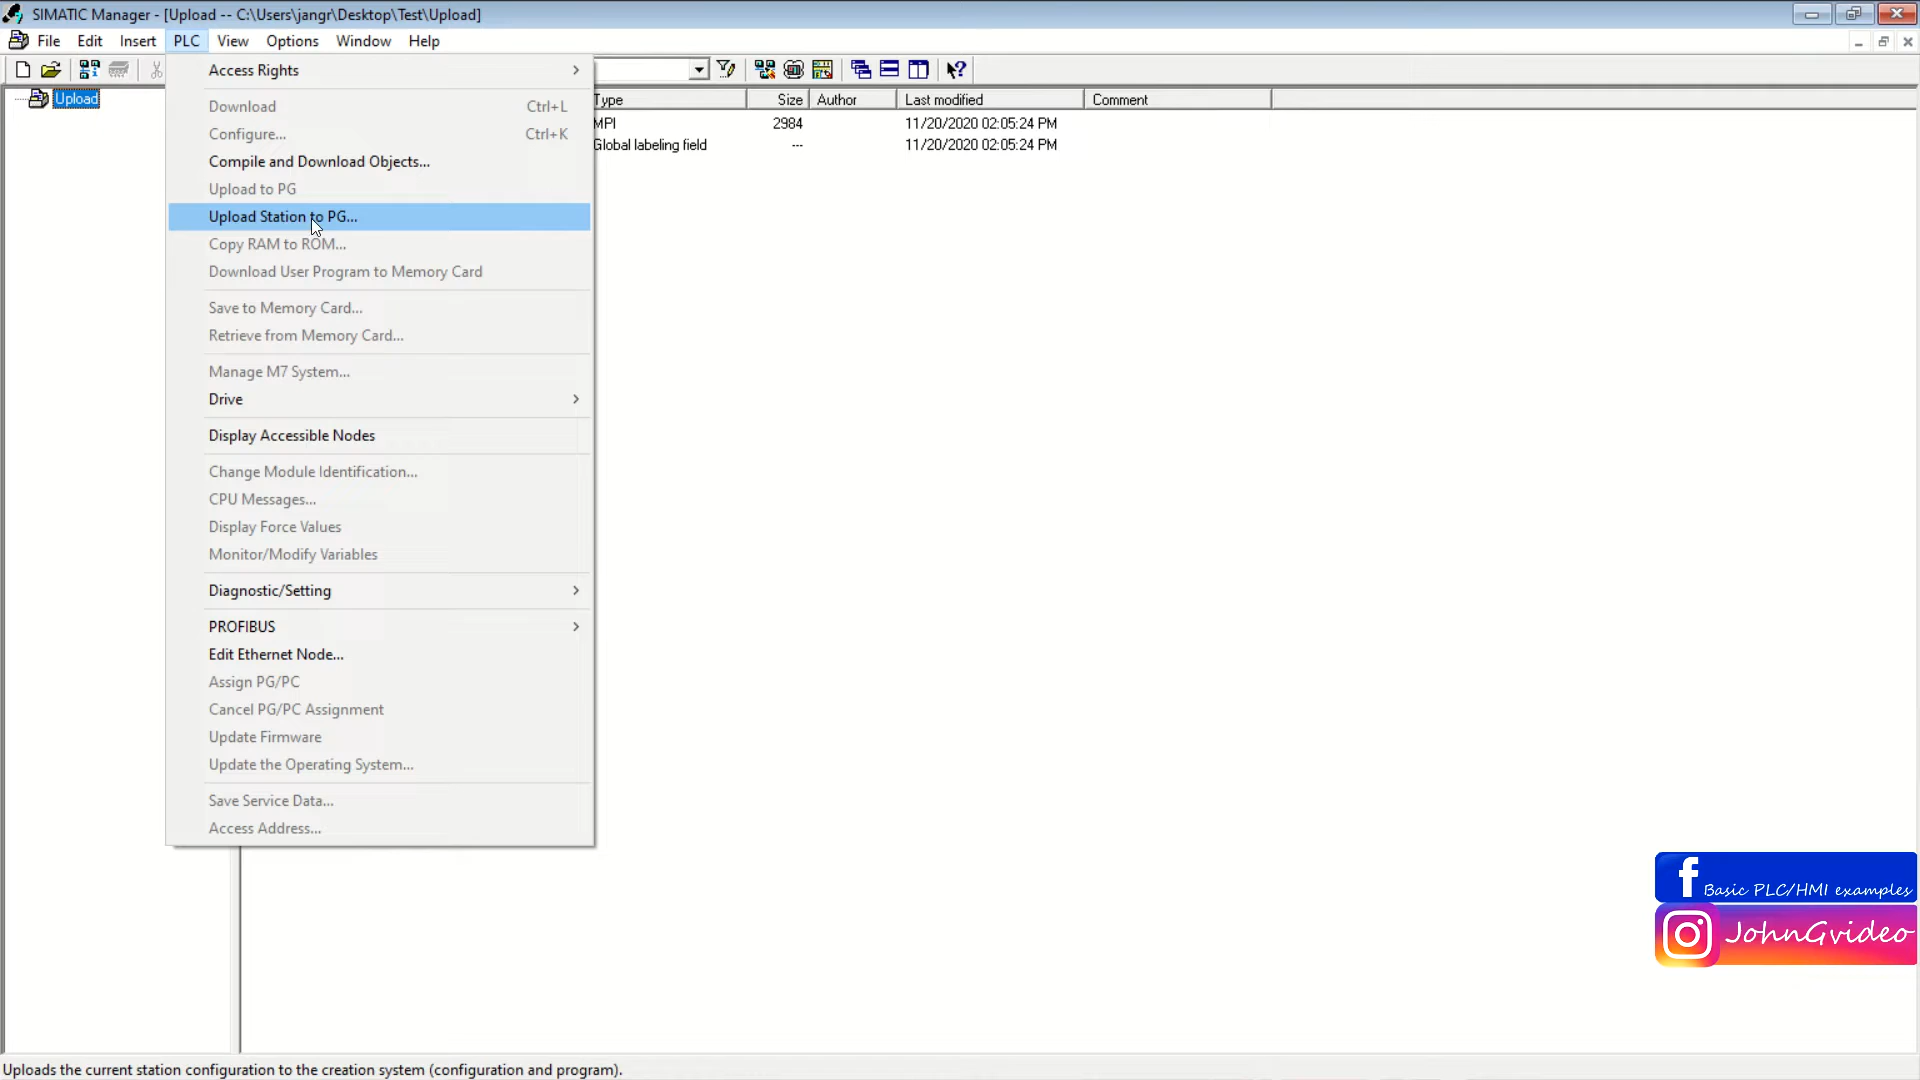 SIMATIC Manager - [Upload -- C:\Users\jangr\Desktop\Test\Upload]
File Edit Insert PLC View Options Window Help
Upload
Access Rights
Download Ctrl+L
Configure... Ctrl+K
Compile and Download Objects...
Upload to PG
Upload Station to PG...
Copy RAM to ROM...
Download User Program to Memory Card
Save to Memory Card...
Retrieve from Memory Card...
Manage M7 System...
Drive
Display Accessible Nodes
Change Module Identification...
CPU Messages...
Display Force Values
Monitor/Modify Variables
Diagnostic/Setting
PROFIBUS
Edit Ethernet Node...
Assign PG/PC
Cancel PG/PC Assignment
Update Firmware
Update the Operating System...
Save Service Data...
Access Address...
Type Size Author Last modified Comment
MPI 2984 11/20/2020 02:05:24 PM
Global labeling field --- 11/20/2020 02:05:24 PM
f Basic PLC/HMI examples
JohnGvideo
Uploads the current station configuration to the creation system (configuration and program).